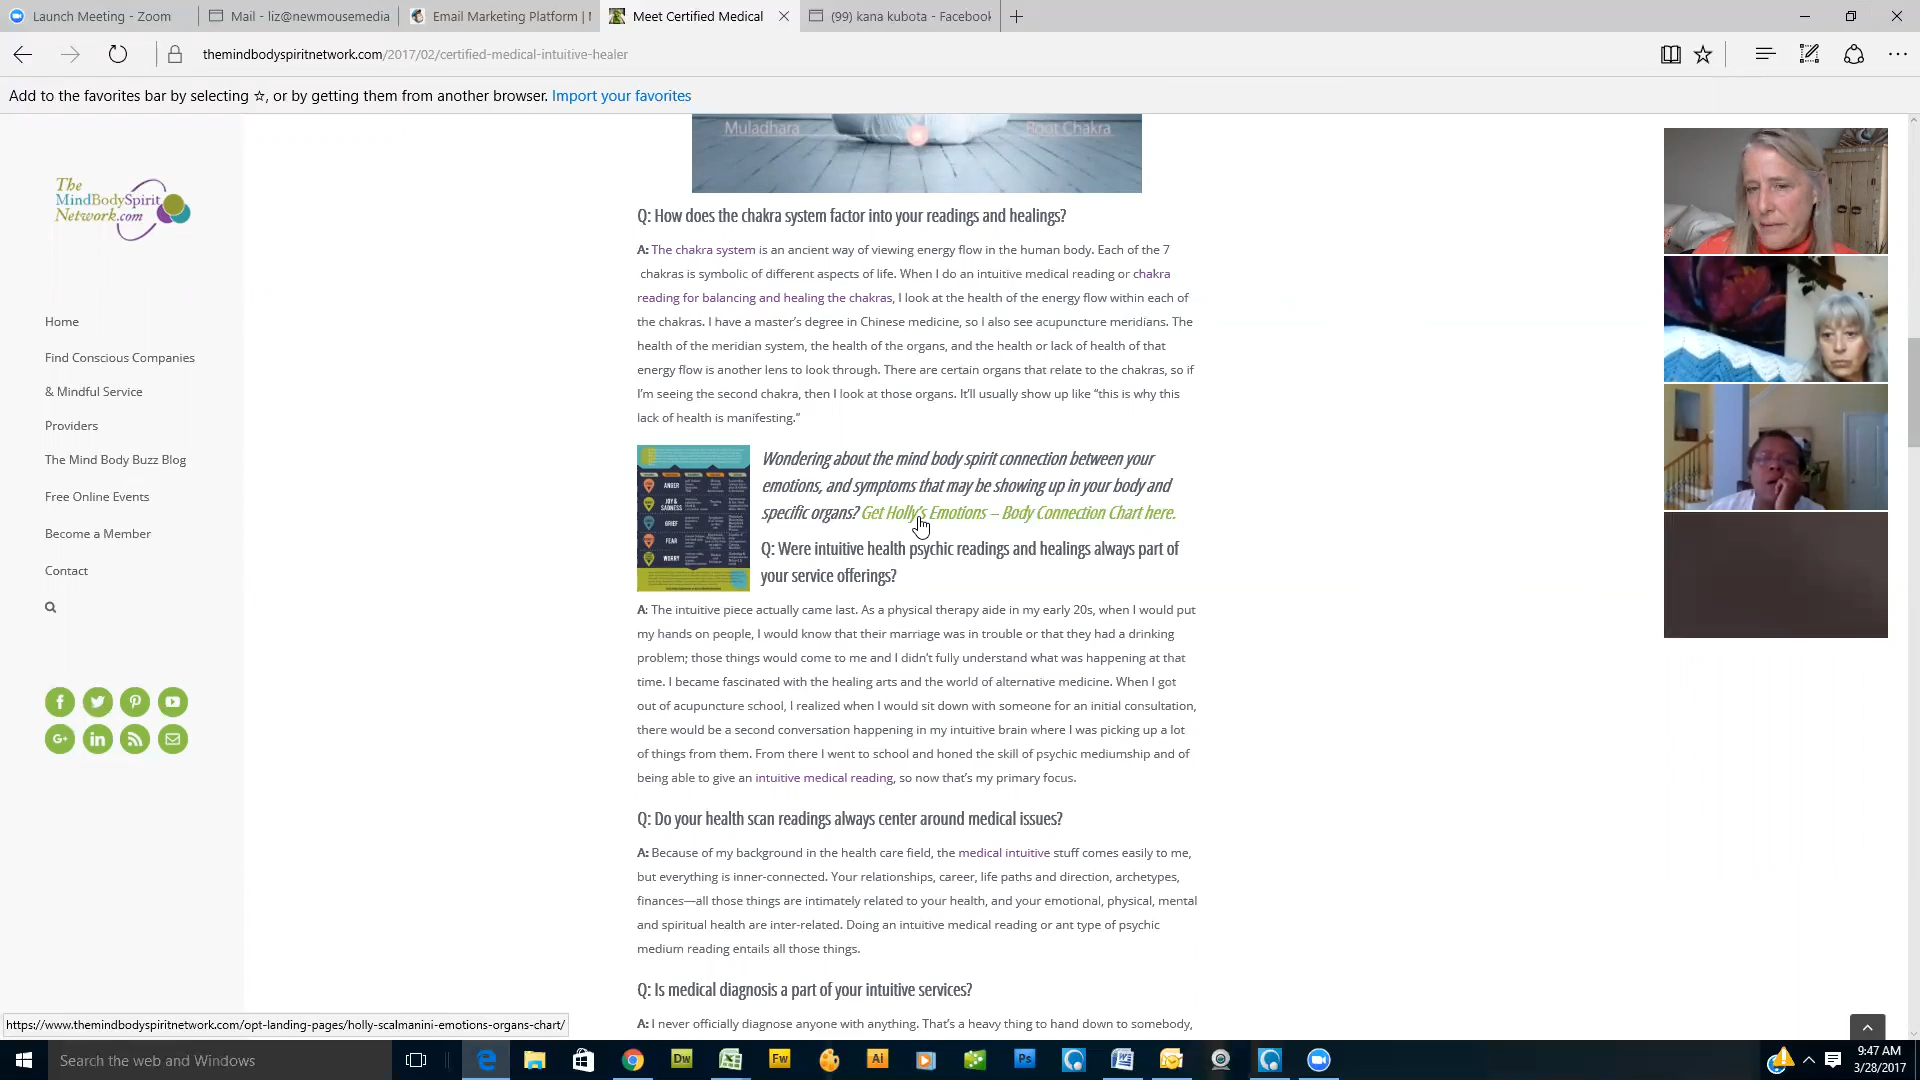 Launch Meeting - Zoom
Mail - liz@newmousemedia
Email Marketing Platform |
Meet Certified Medical
(99) kana kubota - Facebook
themindbodyspiritnetwork.com/2017/02/certified-medical-intuitive-healer
Add to the favorites bar by selecting ☆, or by getting them from another browser. Import your favorites
The
MindBodySpirit
Network.com
Home
Find Conscious Companies
& Mindful Service
Providers
The Mind Body Buzz Blog
Free Online Events
Become a Member
Contact
Muladhara
Root Chakra
Q: How does the chakra system factor into your readings and healings?
A: The chakra system is an ancient way of viewing energy flow in the human body. Each of the 7
chakras is symbolic of different aspects of life. When I do an intuitive medical reading or chakra
reading for balancing and healing the chakras, I look at the health of the energy flow within each of
the chakras. I have a master's degree in Chinese medicine, so I also see acupuncture meridians. The
health of the meridian system, the health of the organs, and the health or lack of health of that
energy flow is another lens to look through. There are certain organs that relate to the chakras, so if
I'm seeing the second chakra, then I look at those organs. It'll usually show up like “this is why this
lack of health is manifesting.”
ANGER
JOY &
SADNESS
GRIEF
FEAR
WORRY
Wondering about the mind body spirit connection between your
emotions, and symptoms that may be showing up in your body and
specific organs? Get Holly's Emotions – Body Connection Chart here.
Q: Were intuitive health psychic readings and healings always part of
your service offerings?
A: The intuitive piece actually came last. As a physical therapy aide in my early 20s, when I would put
my hands on people, I would know that their marriage was in trouble or that they had a drinking
problem; those things would come to me and I didn't fully understand what was happening at that
time. I became fascinated with the healing arts and the world of alternative medicine. When I got
out of acupuncture school, I realized when I would sit down with someone for an initial consultation,
there would be a second conversation happening in my intuitive brain where I was picking up a lot
of things from them. From there I went to school and honed the skill of psychic mediumship and of
being able to give an intuitive medical reading, so now that's my primary focus.
Q: Do your health scan readings always center around medical issues?
A: Because of my background in the health care field, the medical intuitive stuff comes easily to me,
but everything is inner-connected. Your relationships, career, life paths and direction, archetypes,
finances—all those things are intimately related to your health, and your emotional, physical, mental
and spiritual health are inter-related. Doing an intuitive medical reading or ant type of psychic
medium reading entails all those things.
Q: Is medical diagnosis a part of your intuitive services?
A: I never officially diagnose anyone with anything. That's a heavy thing to hand down to somebody,
https://www.themindbodyspiritnetwork.com/opt-landing-pages/holly-scalmanini-emotions-organs-chart/
Search the web and Windows
9:47 AM
3/28/2017